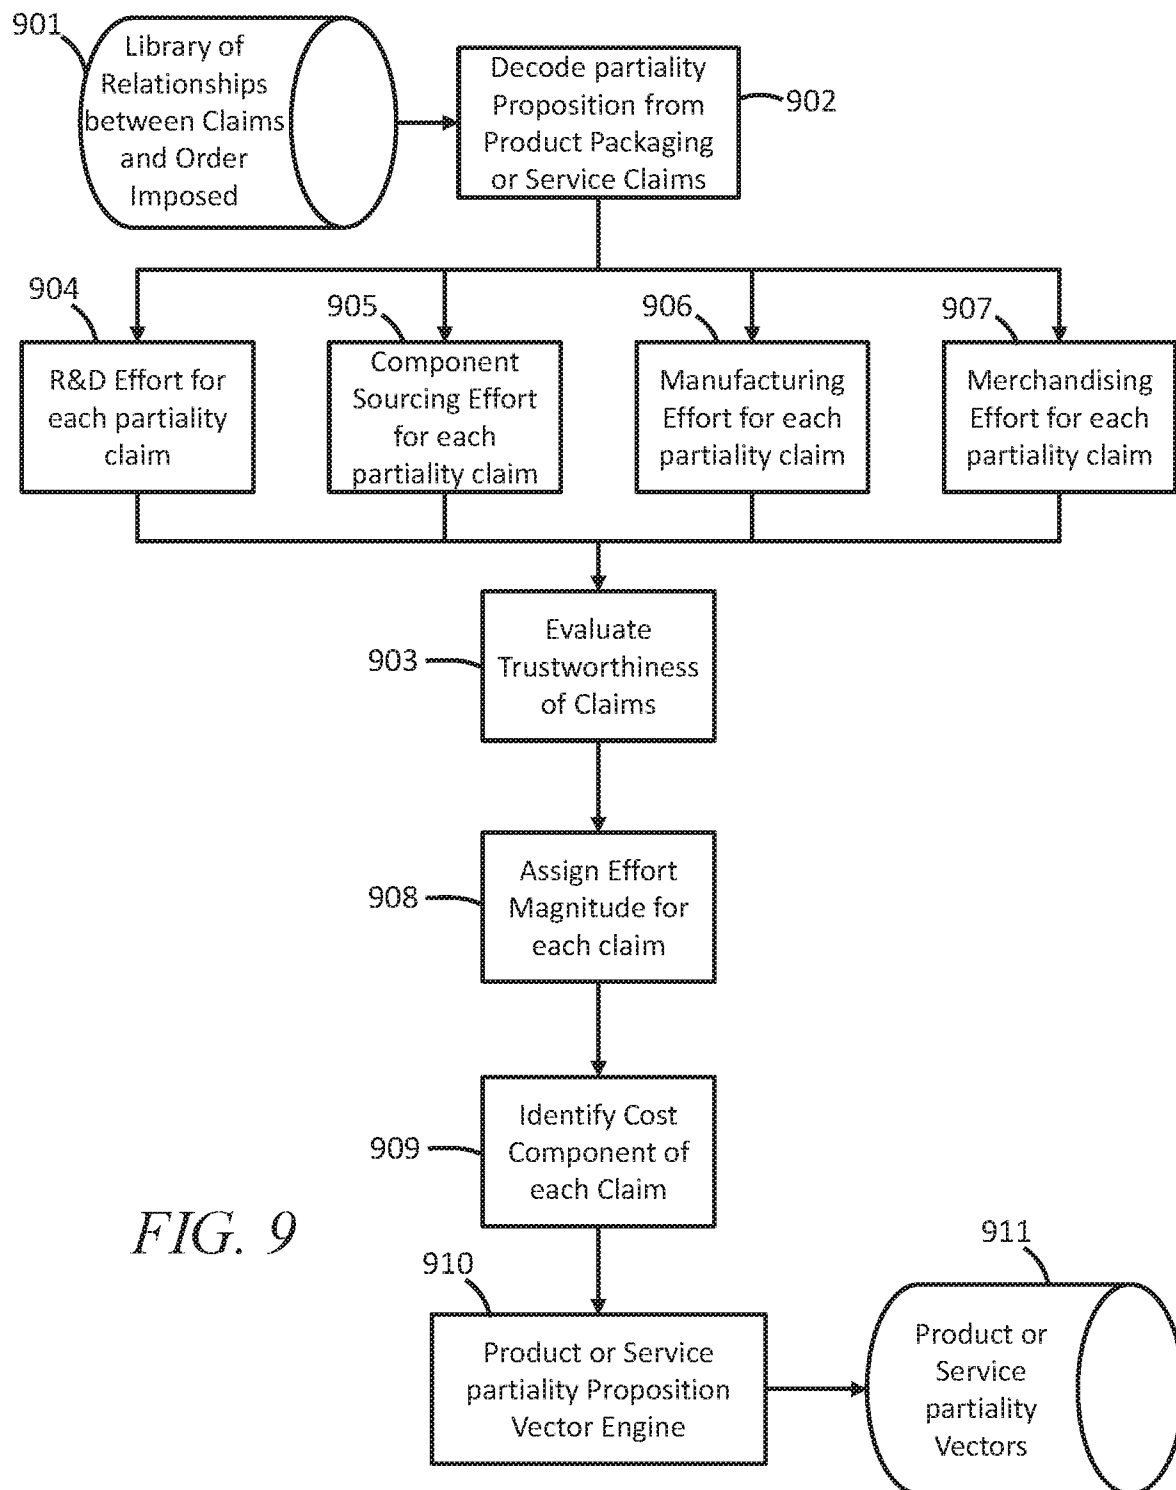 901
Library of
Relationships
between Claims
and Order
Imposed
Decode partiality
Proposition from
Product Packaging
or Service Claims
902
904
R&D Effort for
each partiality
claim
905
Component
Sourcing Effort
for each
partiality claim
906
Manufacturing
Effort for each
partiality claim
907
Merchandising
Effort for each
partiality claim
903
Evaluate
Trustworthiness
of Claims
908
Assign Effort
Magnitude for
each claim
909
Identify Cost
Component of
each Claim
FIG. 9
910
Product or Service
partiality Proposition
Vector Engine
911
Product or
Service
partiality
Vectors